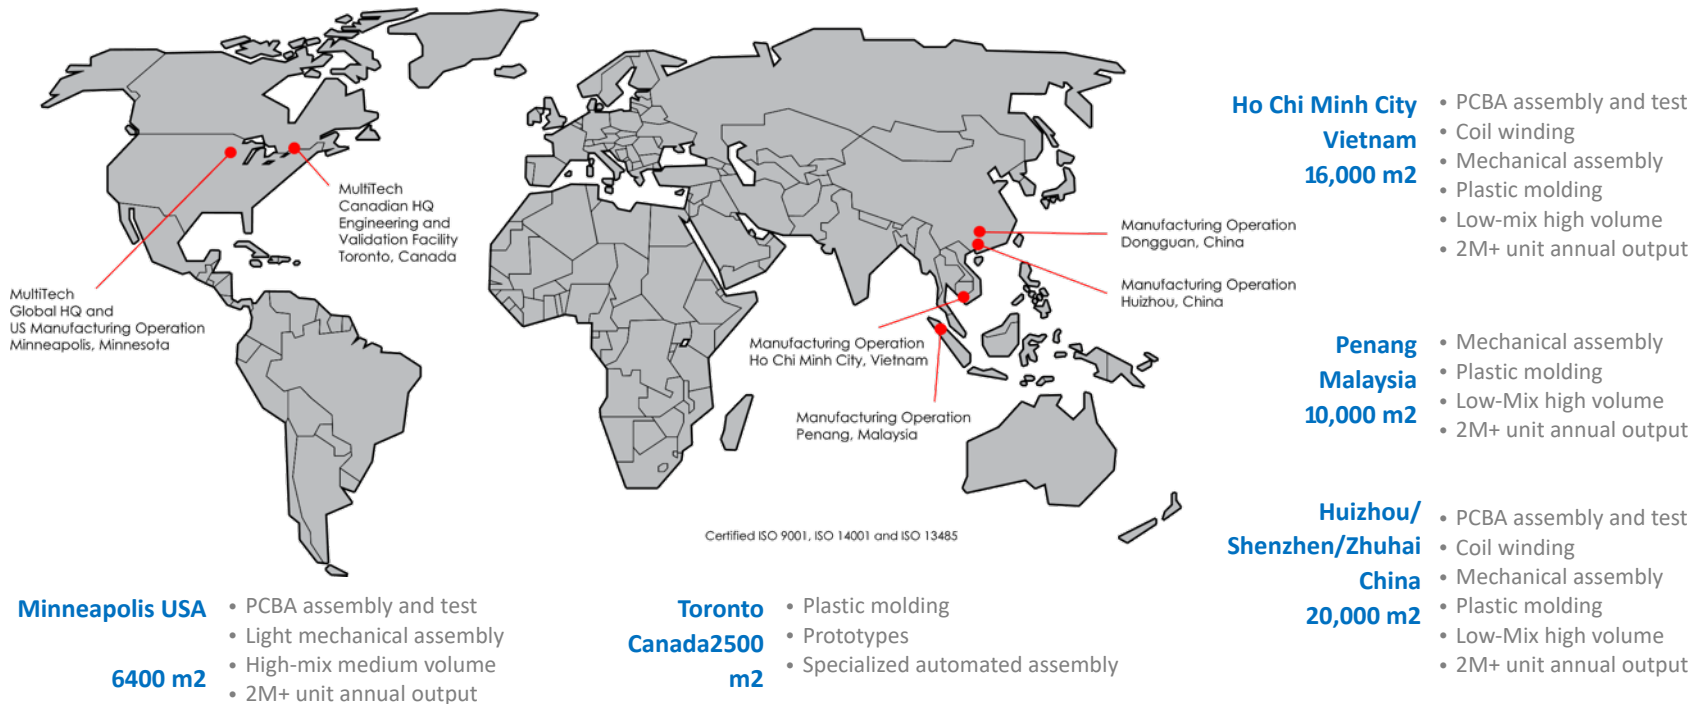 MultiTech
Canadian HQ
Engineering and
Validation Facility
Toronto, Canada
MultiTech
Global HQ and
US Manufacturing Operation
Minneapolis, Minnesota
Manufacturing Operation
Dongguan, China
Manufacturing Operation
Huizhou, China
Manufacturing Operation
Ho Chi Minh City, Vietnam
Manufacturing Operation
Penang, Malaysia
Certified ISO 9001, ISO 14001 and ISO 13485
Ho Chi Minh City
Vietnam
16,000 m2
• PCBA assembly and test
• Coil winding
• Mechanical assembly
• Plastic molding
• Low-mix high volume
• 2M+ unit annual output
Penang
Malaysia
10,000 m2
• Mechanical assembly
• Plastic molding
• Low-Mix high volume
• 2M+ unit annual output
Huizhou/
Shenzhen/Zhuhai
China
20,000 m2
• PCBA assembly and test
• Coil winding
• Mechanical assembly
• Plastic molding
• Low-Mix high volume
• 2M+ unit annual output
Minneapolis USA
6400 m2
• PCBA assembly and test
• Light mechanical assembly
• High-mix medium volume
• 2M+ unit annual output
Toronto
Canada2500
m2
• Plastic molding
• Prototypes
• Specialized automated assembly